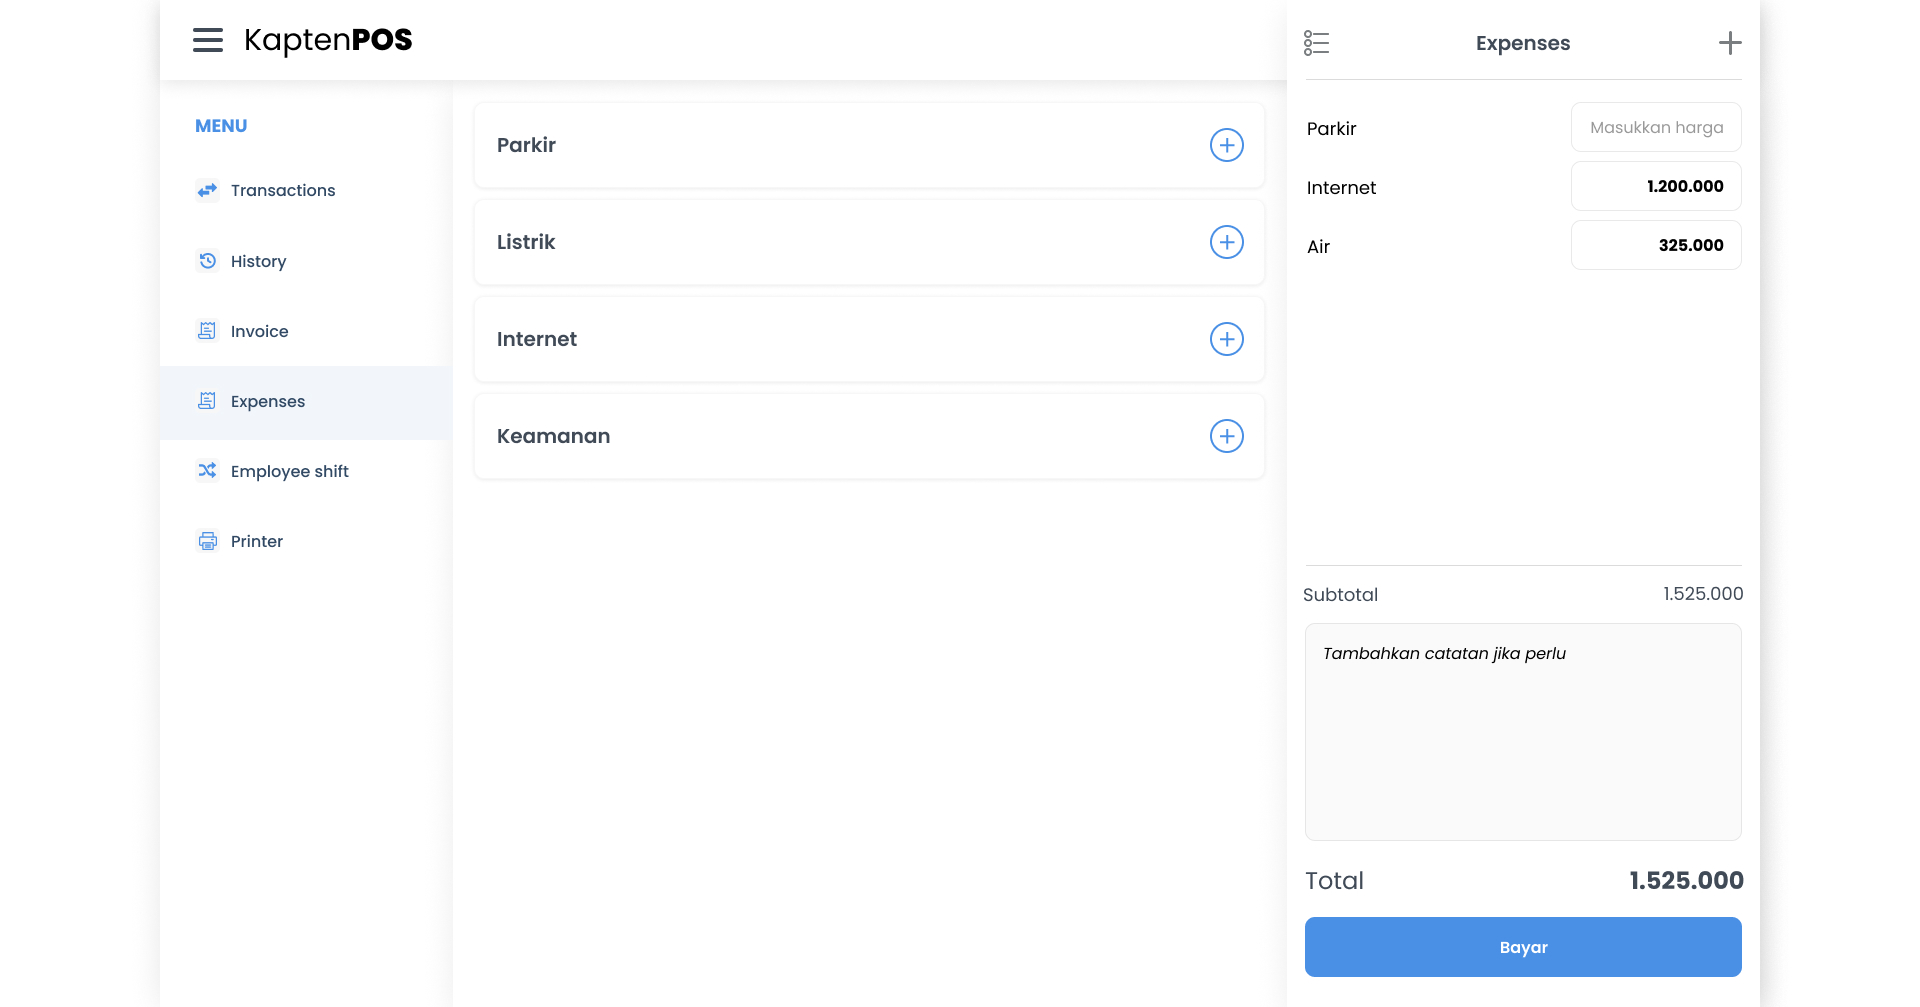 KaptenPOS
MENU
Transactions
History
Invoice
Expenses
Employee shift
Printer
Parkir
Listrik
Internet
Keamanan
Expenses
Parkir Masukkan harga
Internet 1.200.000
Air 325.000
Subtotal 1.525.000
Tambahkan catatan jika perlu
Total 1.525.000
Bayar